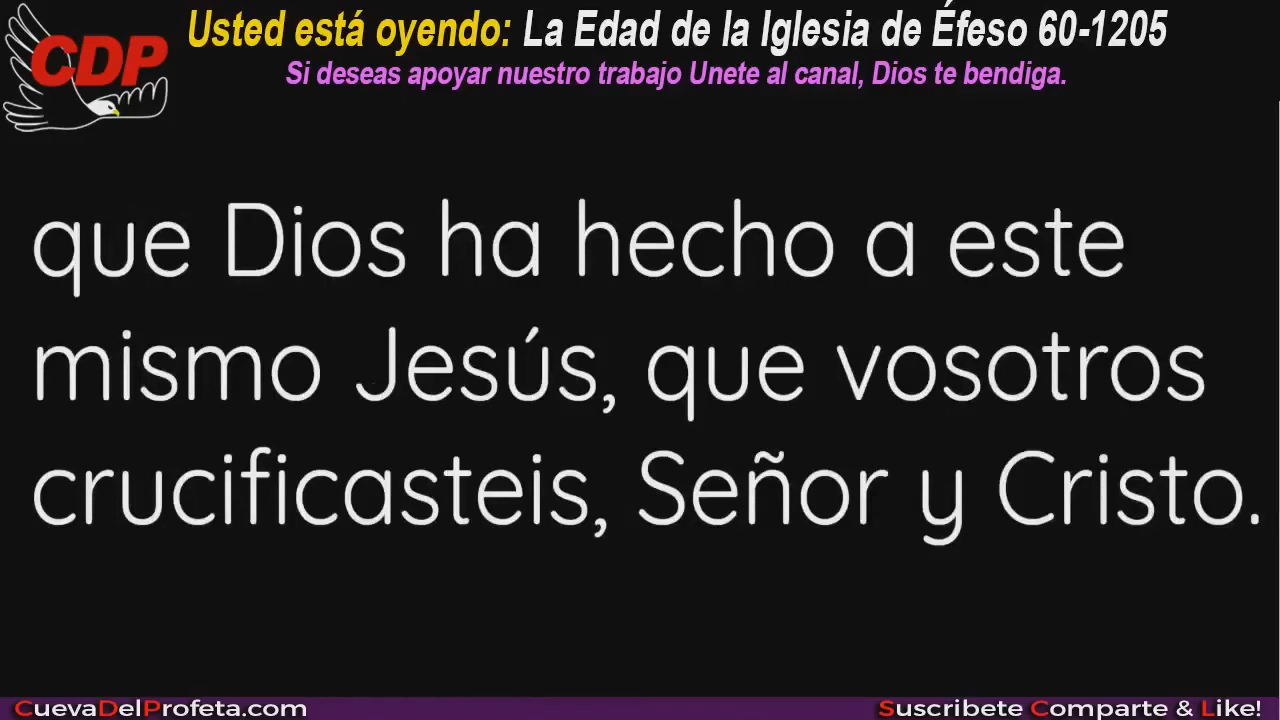 CDP
Usted está oyendo: La Edad de la Iglesia de Éfeso 60-1205
Si deseas apoyar nuestro trabajo Unete al canal, Dios te bendiga.
que Dios ha hecho a este
mismo Jesús, que vosotros
crucificasteis, Señor y Cristo.
CuevaDelProfeta.com
Suscribete Comparte & Like!